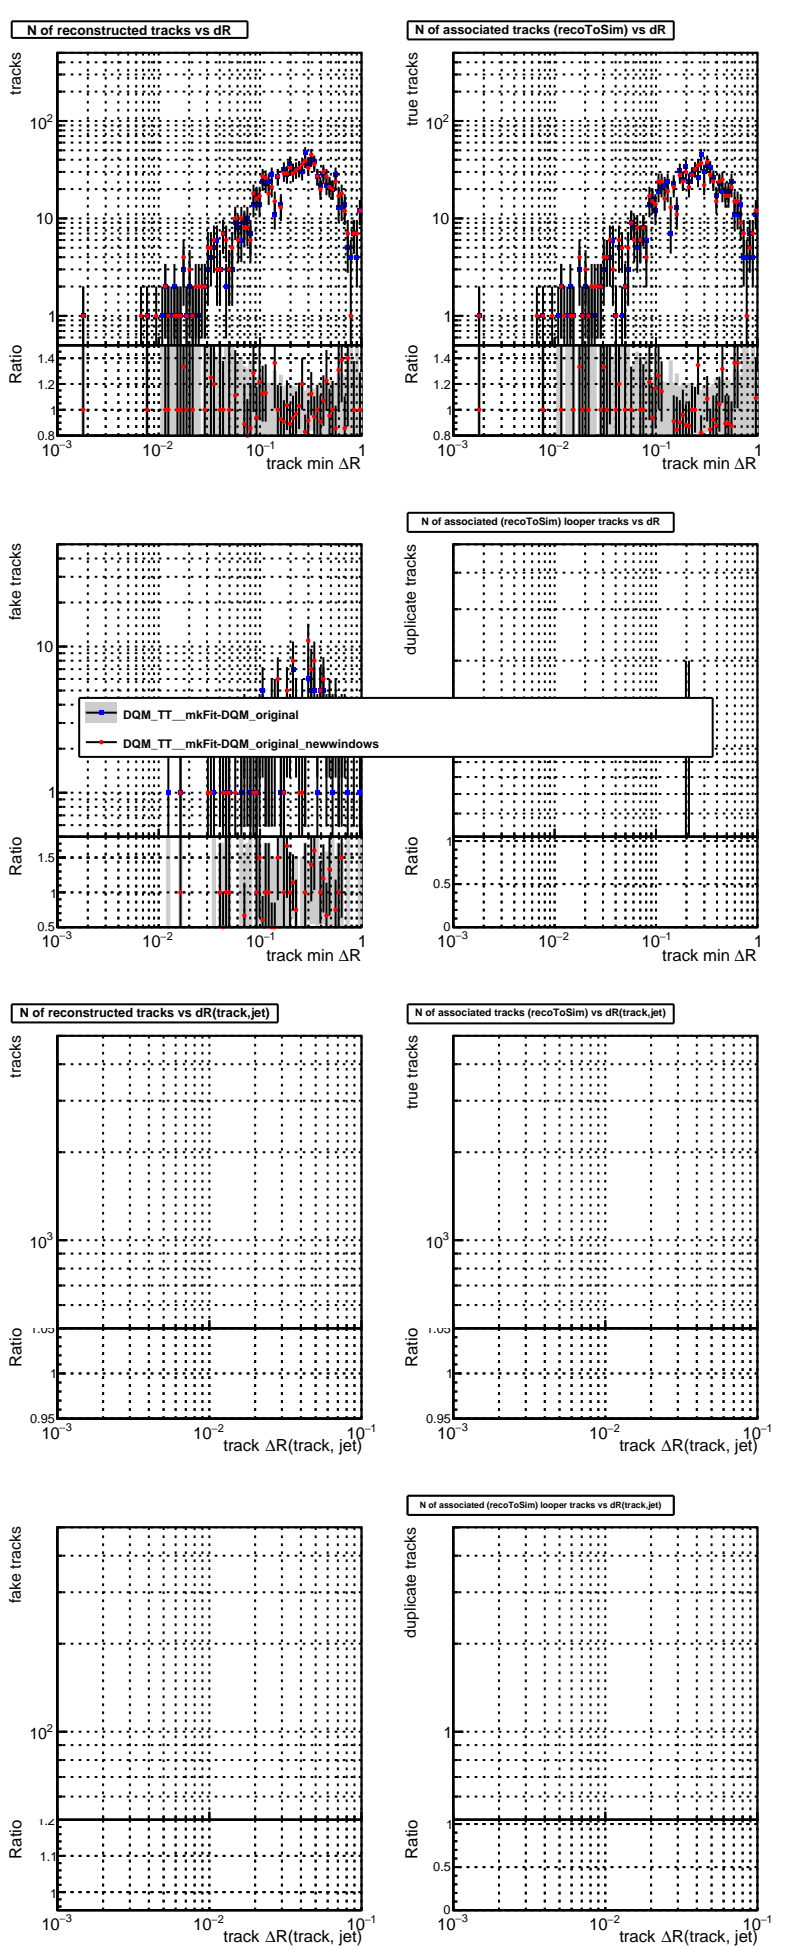 N of reconstructed tracks vs dR
tracks
10²
10
1
Ratio
1.4
1.2
1
0.8
10⁻³
10⁻²
10⁻¹
1
track min ΔR
N of associated tracks (recoToSim) vs dR
true tracks
10²
10
1
Ratio
1.4
1.2
1
0.8
10⁻³
10⁻²
10⁻¹
1
track min ΔR
fake tracks
10
1
Ratio
1.5
1
0.5
10⁻³
10⁻²
10⁻¹
1
track min ΔR
N of associated (recoToSim) looper tracks vs dR
duplicate tracks
Ratio
1
0.5
0
10⁻³
10⁻²
10⁻¹
1
track min ΔR
DQM_TT__mkFit-DQM_original
DQM_TT__mkFit-DQM_original_newwindows
N of reconstructed tracks vs dR(track,jet)
tracks
10³
Ratio
1.05
1
0.95
10⁻³
10⁻²
10⁻¹
track ΔR(track, jet)
N of associated tracks (recoToSim) vs dR(track,jet)
true tracks
10³
Ratio
1.05
1
0.95
10⁻³
10⁻²
10⁻¹
track ΔR(track, jet)
fake tracks
10²
Ratio
1.2
1.1
1
10⁻³
10⁻²
10⁻¹
track ΔR(track, jet)
N of associated (recoToSim) looper tracks vs dR(track,jet)
duplicate tracks
1
Ratio
1
0.5
0
10⁻³
10⁻²
10⁻¹
track ΔR(track, jet)